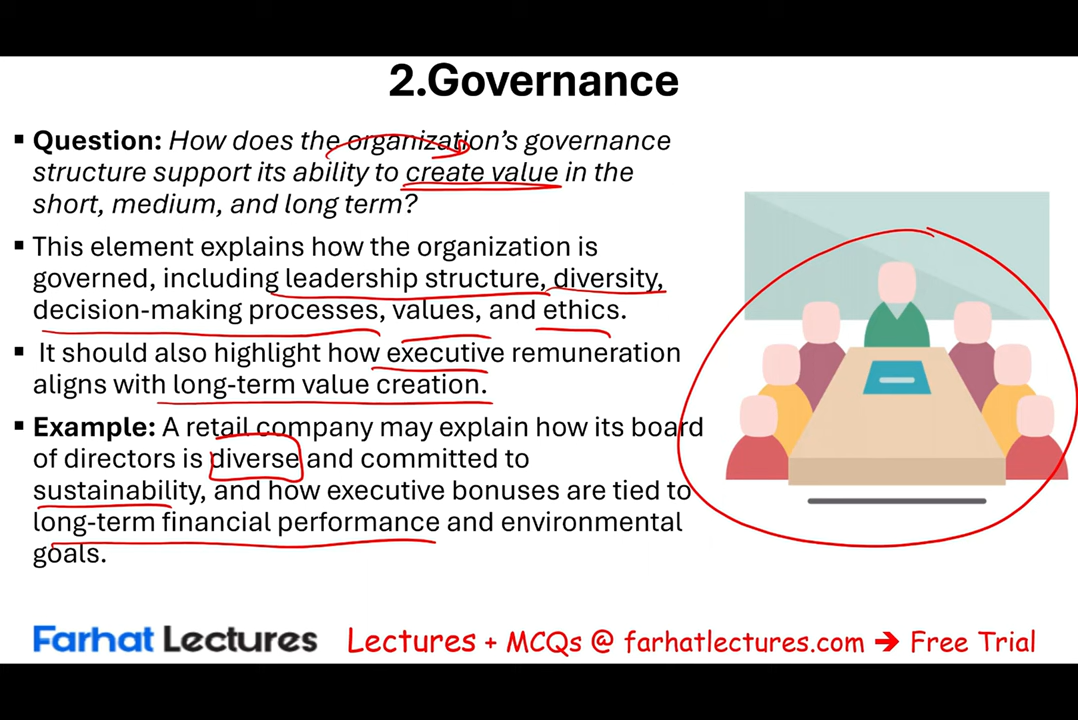 2.Governance
▪ Question: How does the organization's governance
structure support its ability to create value in the
short, medium, and long term?
▪ This element explains how the organization is
governed, including leadership structure, diversity,
decision-making processes, values, and ethics.
▪ It should also highlight how executive remuneration
aligns with long-term value creation.
▪ Example: A retail company may explain how its board
of directors is diverse and committed to
sustainability, and how executive bonuses are tied to
long-term financial performance and environmental
goals.
Farhat Lectures Lectures + MCQs @ farhatlectures.com → Free Trial